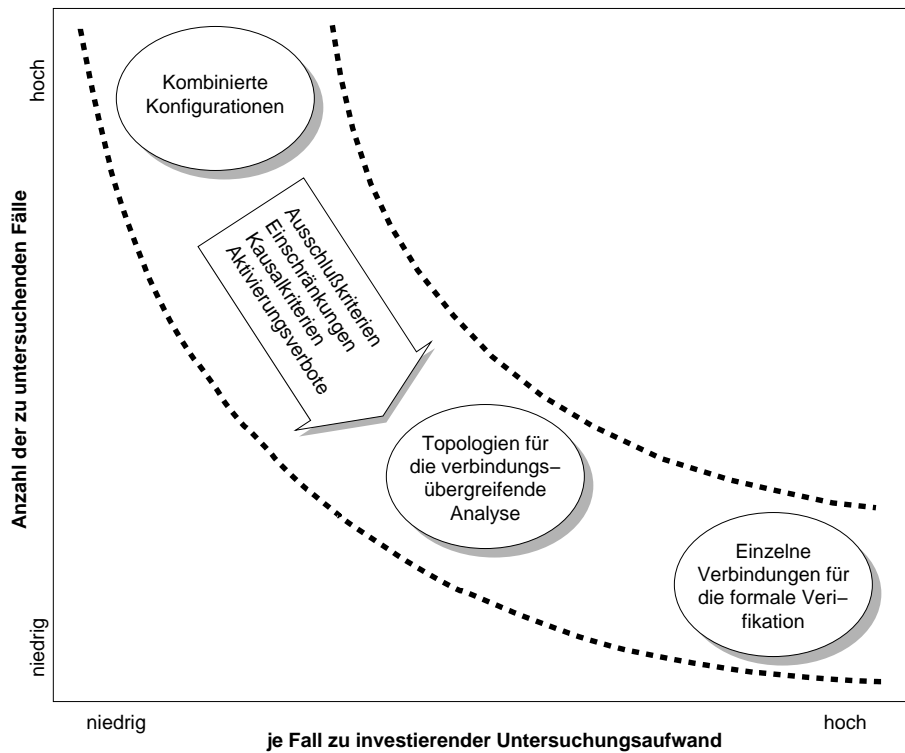 hoch
Anzahl der zu untersuchenden Fälle
niedrig
Kombinierte
Konfigurationen
Ausschlußkriterien
Einschränkungen
Kausalkriterien
Aktivierungsverbote
Topologien für
die verbindungs–
übergreifende
Analyse
Einzelne
Verbindungen für
die formale Veri–
fikation
niedrig
hoch
je Fall zu investierender Untersuchungsaufwand